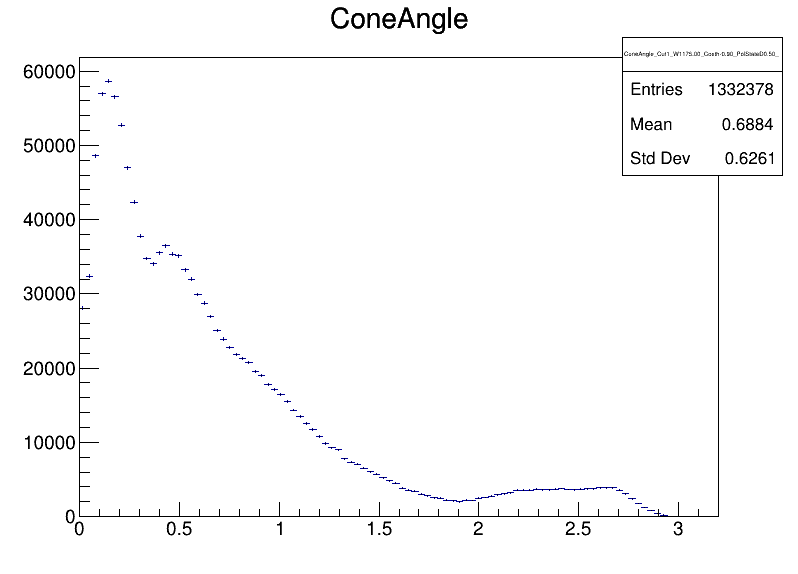 ConeAngle
ConeAngle_Cut1_W1175.00_Costh-0.90_PolStateD0.50_
Entries 1332378
Mean 0.6884
Std Dev 0.6261
60000
50000
40000
30000
20000
10000
0
0 0.5 1 1.5 2 2.5 3